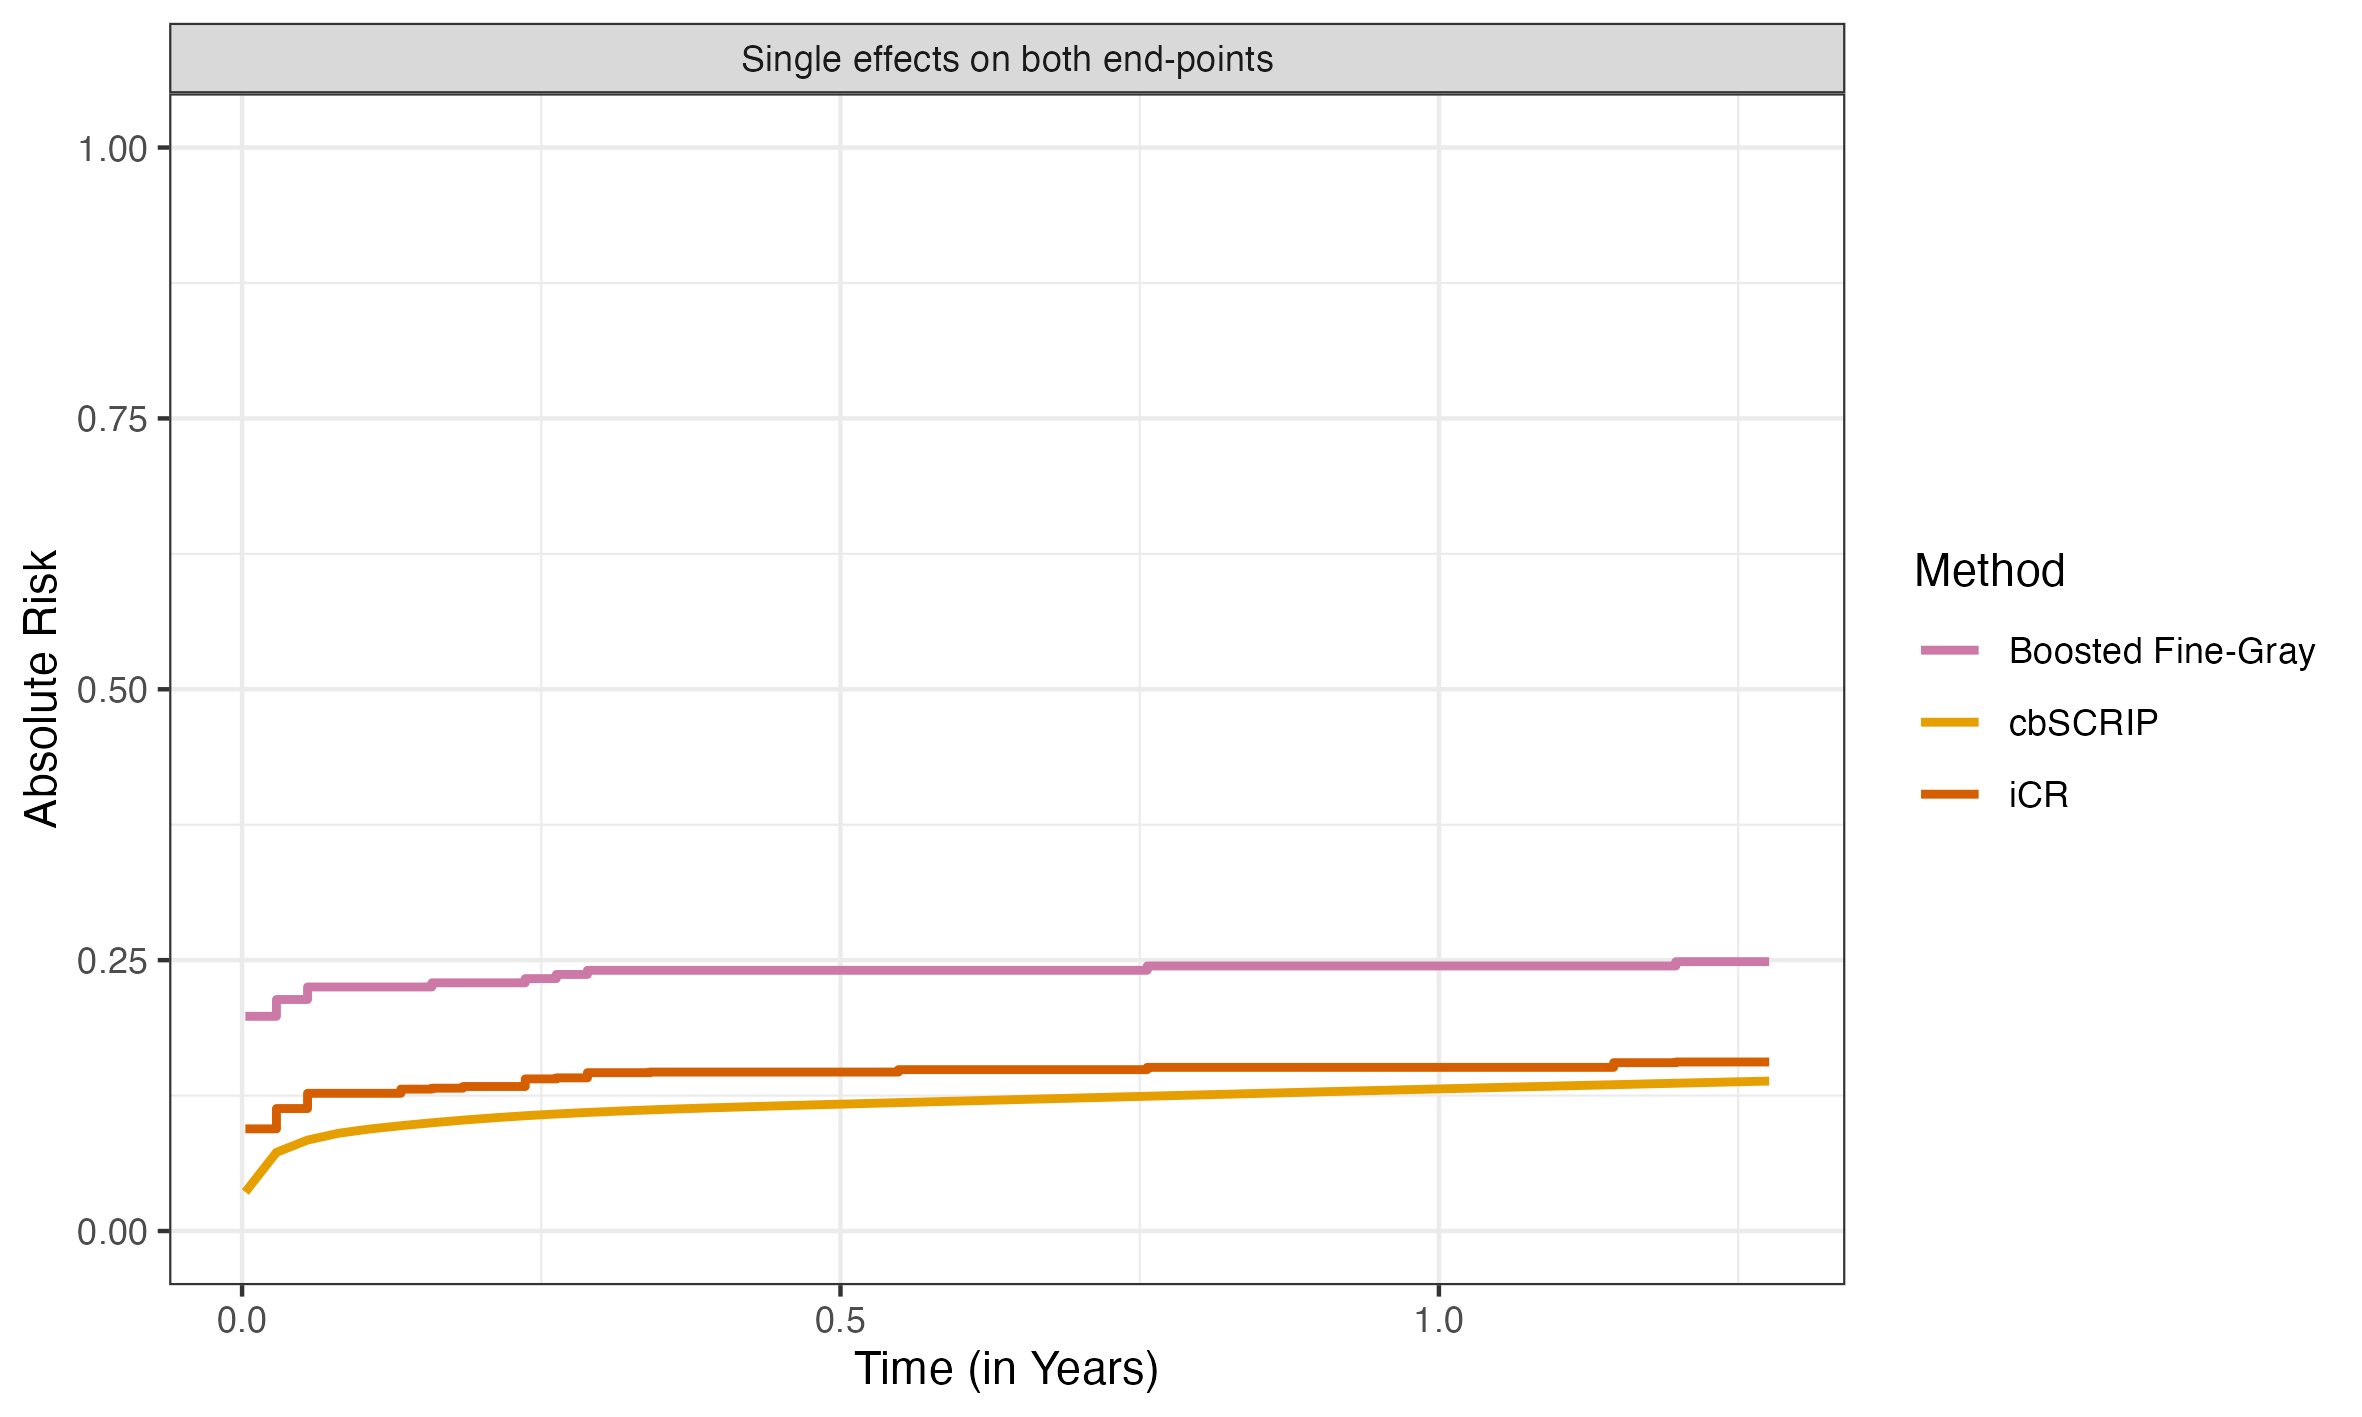 Single effects on both end-points
1.00
0.75
0.50
0.25
0.00
Absolute Risk
0.0
0.5
1.0
Time (in Years)
Method
Boosted Fine-Gray
cbSCRIP
iCR